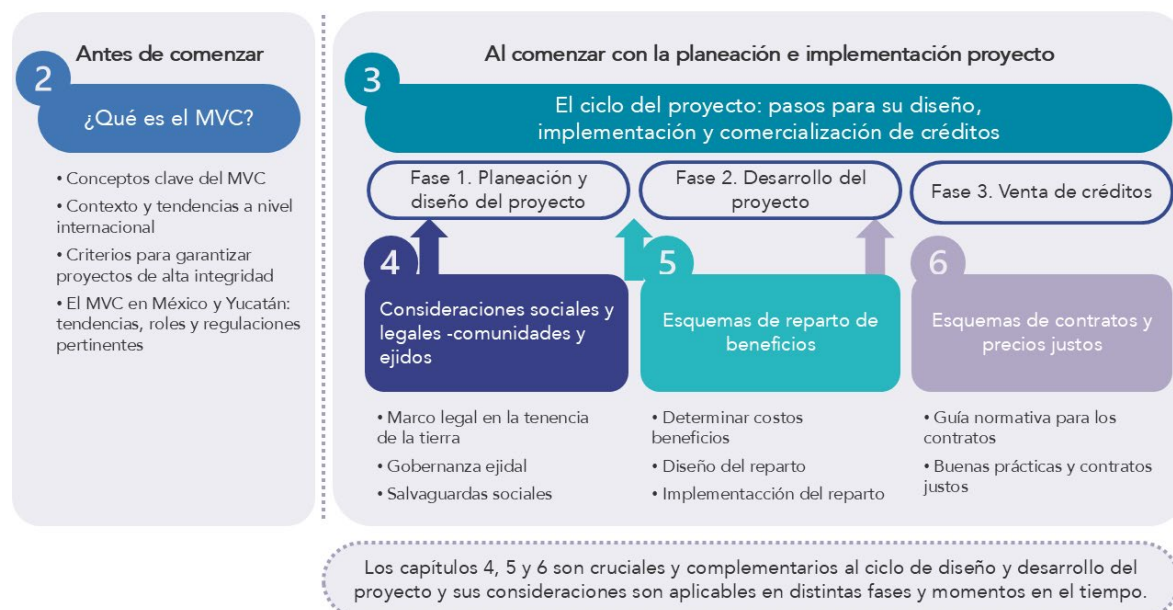 Antes de comenzar
2
¿Qué es el MVC?
• Conceptos clave del MVC
• Contexto y tendencias a nivel
internacional
• Criterios para garantizar
proyectos de alta integridad
• El MVC en México y Yucatán:
tendencias, roles y regulaciones
pertinentes
Al comenzar con la planeación e implementación proyecto
3
El ciclo del proyecto: pasos para su diseño,
implementación y comercialización de créditos
Fase 1. Planeación y
diseño del proyecto
Fase 2. Desarrollo del
proyecto
Fase 3. Venta de créditos
4
Consideraciones sociales y
legales -comunidades y
ejidos
• Marco legal en la tenencia
de la tierra
• Gobernanza ejidal
• Salvaguardas sociales
5
Esquemas de reparto de
beneficios
• Determinar costos
beneficios
• Diseño del reparto
• Implementacción del reparto
6
Esquemas de contratos y
precios justos
• Guía normativa para los
contratos
• Buenas prácticas y contratos
justos
Los capítulos 4, 5 y 6 son cruciales y complementarios al ciclo de diseño y desarrollo del
proyecto y sus consideraciones son aplicables en distintas fases y momentos en el tiempo.